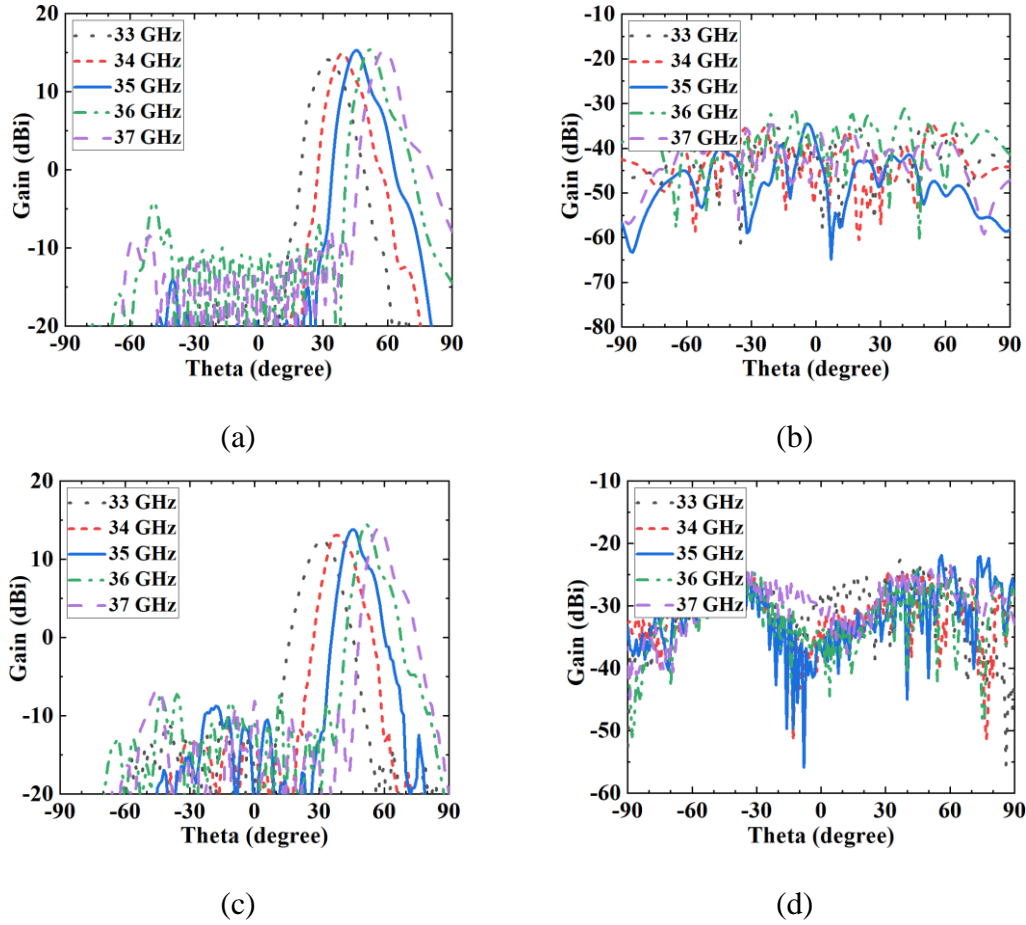 20
10
0
-10
-20
Gain (dBi)
33 GHz
34 GHz
35 GHz
36 GHz
37 GHz
-90 -60 -30 0 30 60 90
Theta (degree)
(a)
-10
-20
-30
-40
-50
-60
-70
-80
Gain (dBi)
33 GHz
34 GHz
35 GHz
36 GHz
37 GHz
-90 -60 -30 0 30 60 90
Theta (degree)
(b)
20
10
0
-10
-20
Gain (dBi)
33 GHz
34 GHz
35 GHz
36 GHz
37 GHz
-90 -60 -30 0 30 60 90
Theta (degree)
(c)
-10
-20
-30
-40
-50
-60
Gain (dBi)
33 GHz
34 GHz
35 GHz
36 GHz
37 GHz
-90 -60 -30 0 30 60 90
Theta (degree)
(d)